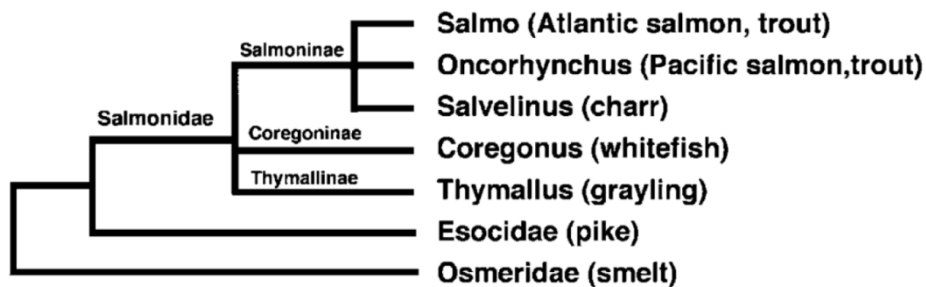 Salmo (Atlantic salmon, trout)
Salmoninae
Oncorhynchus (Pacific salmon,trout)
Salvelinus (charr)
Salmonidae
Coregoninae
Coregonus (whitefish)
Thymallinae
Thymallus (grayling)
Esocidae (pike)
Osmeridae (smelt)